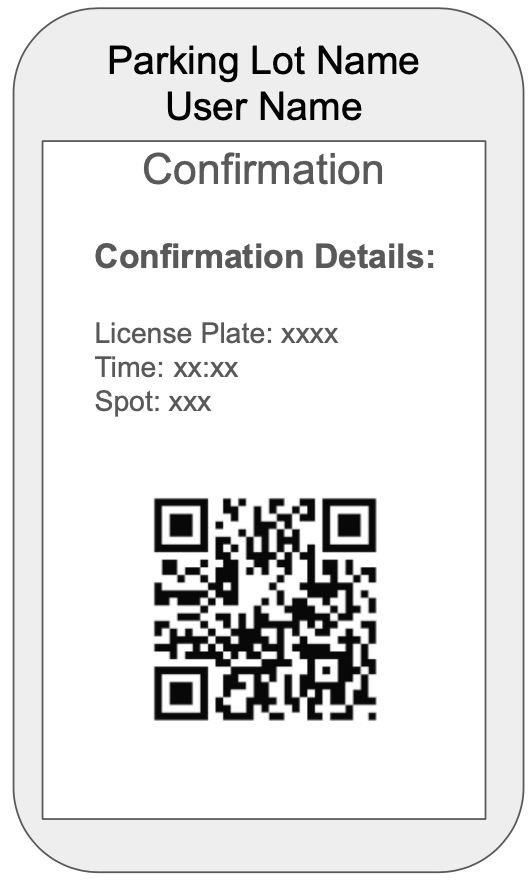 Parking Lot Name
User Name
Confirmation
Confirmation Details:
License Plate: xxxx
Time: xx:xx
Spot: xxx